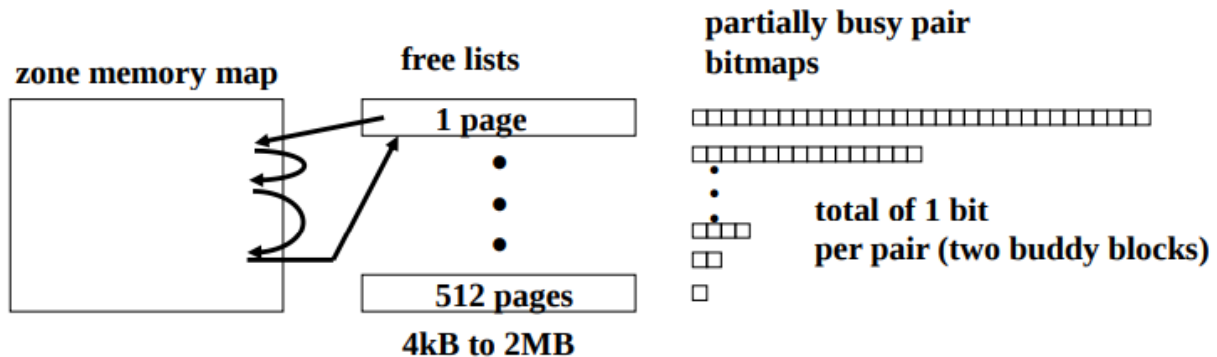 zone memory map
free lists
1 page
512 pages
4kB to 2MB
partially busy pair
bitmaps
total of 1 bit
per pair (two buddy blocks)